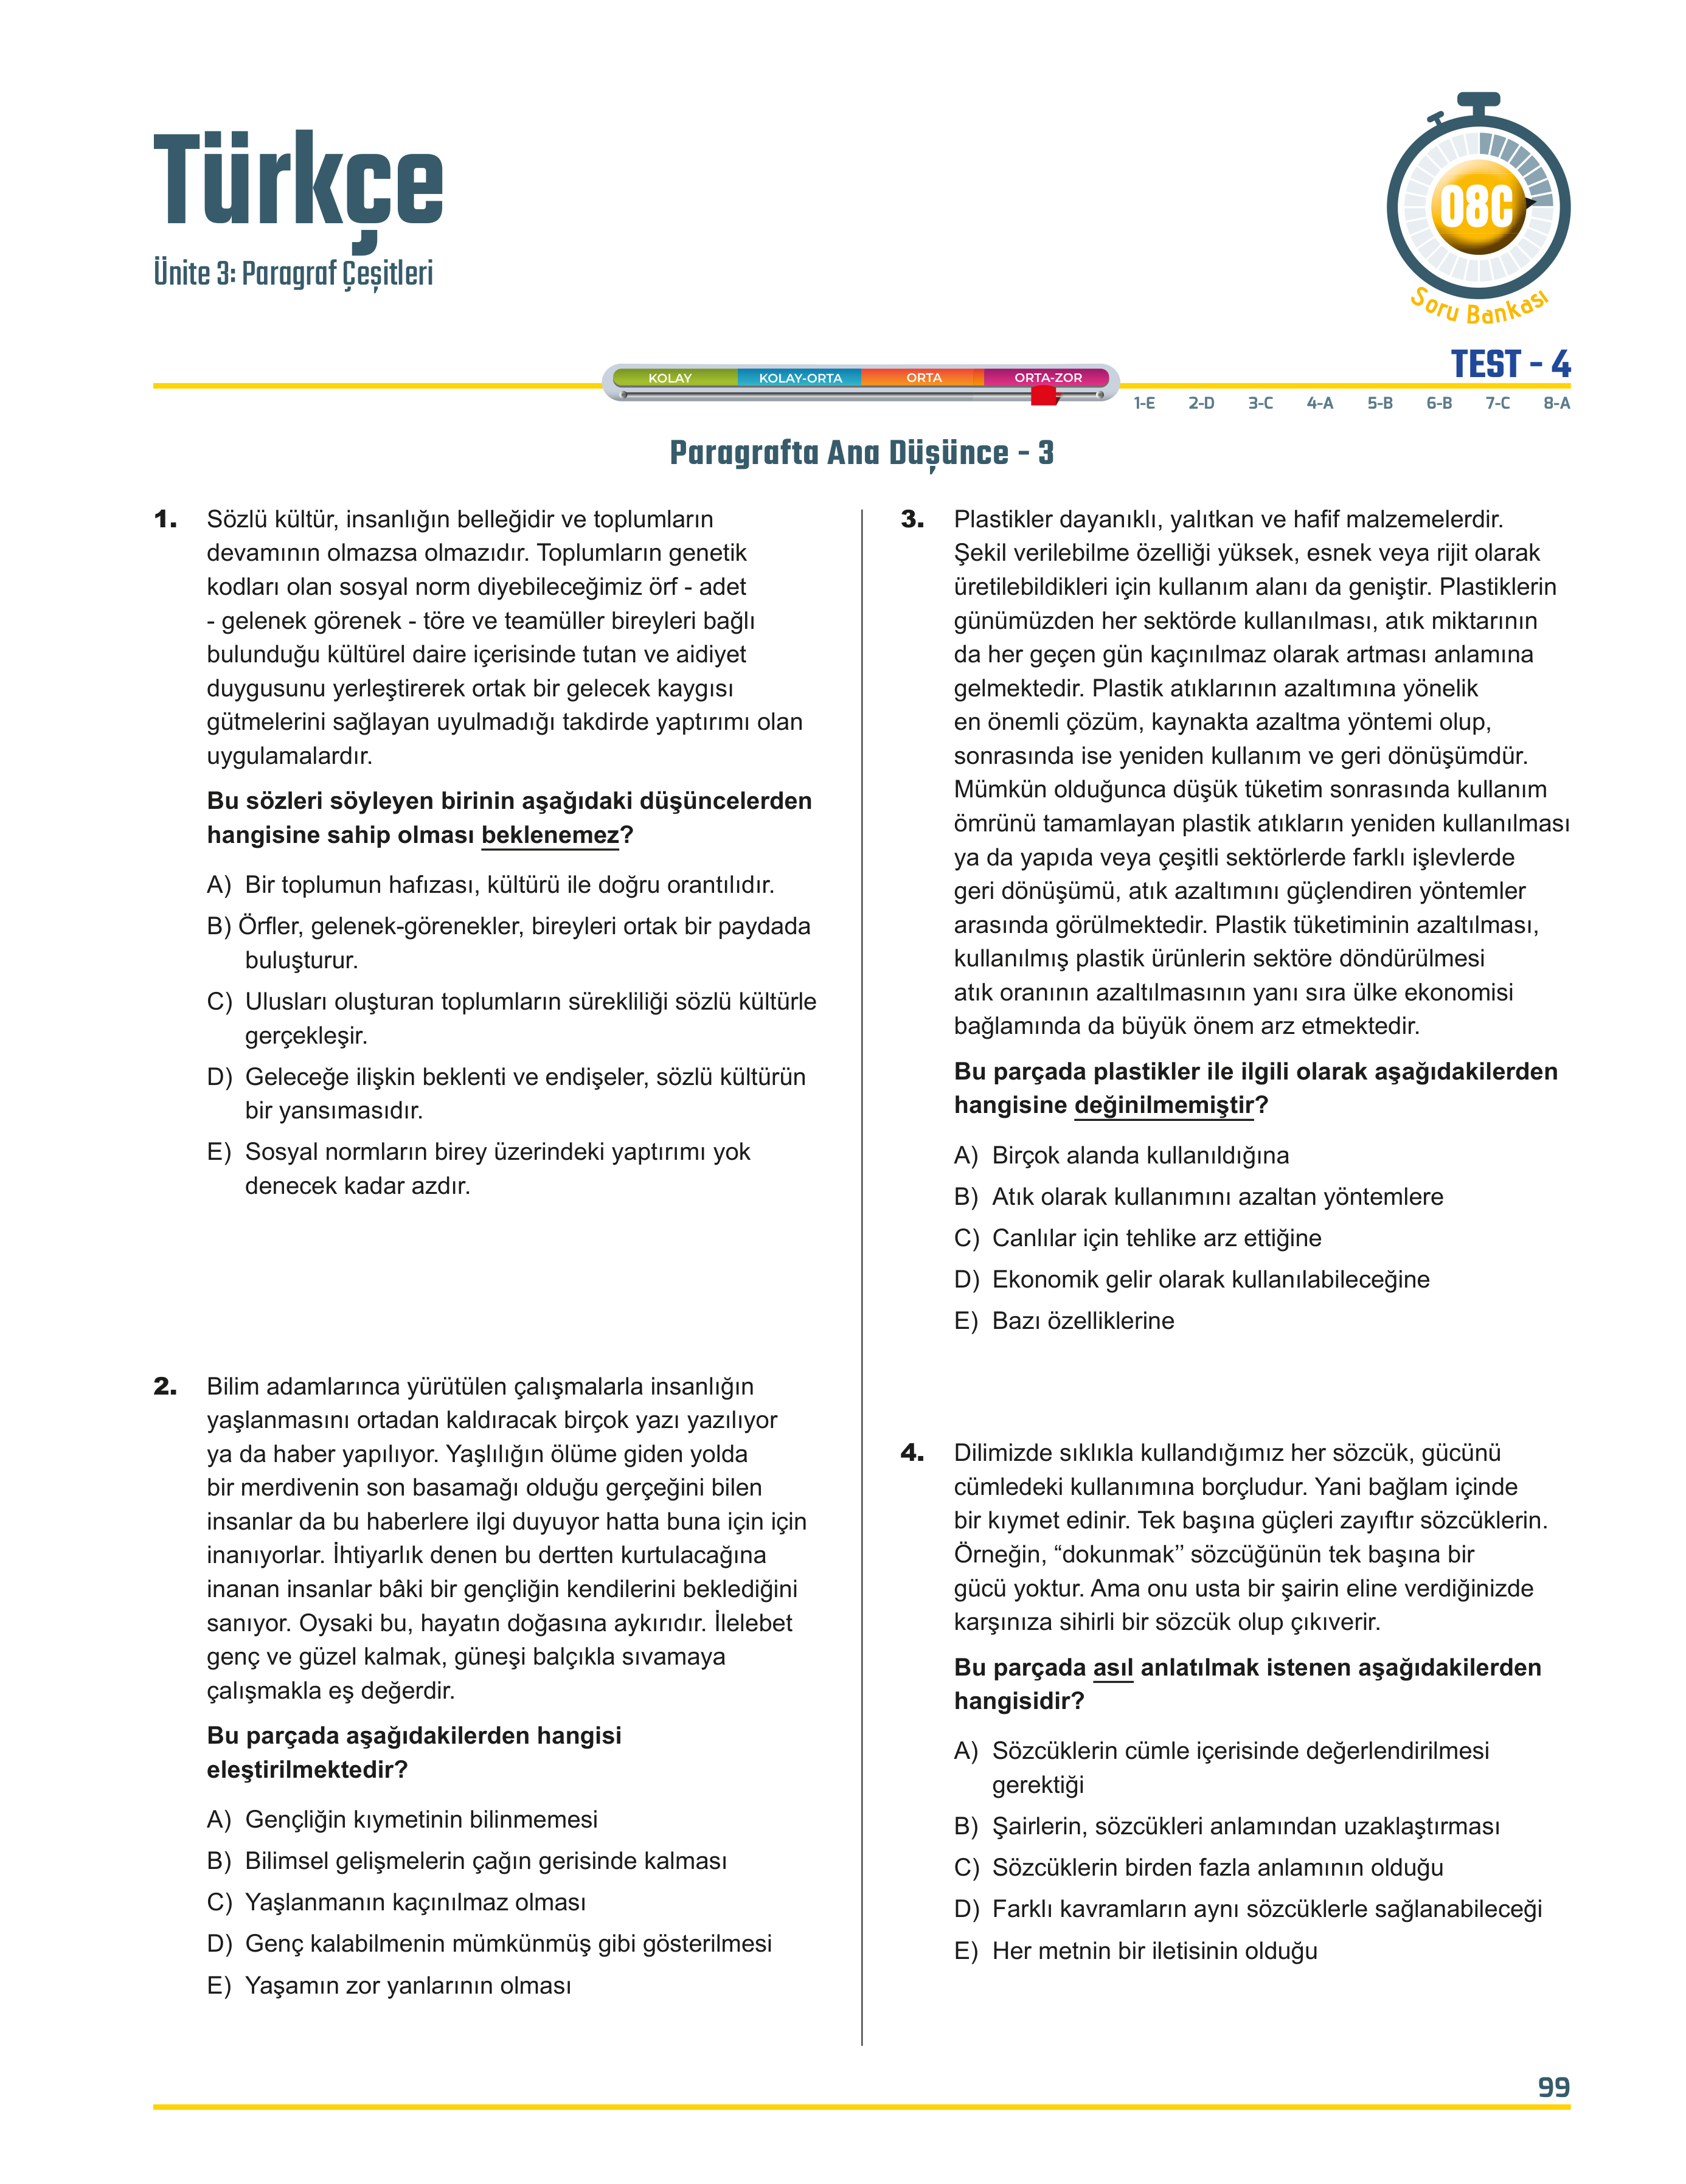 Türkçe
Ünite 3: Paragraf Çeşitleri
08C
Soru Bankası
TEST - 4
KOLAY KOLAY-ORTA ORTA ORTA-ZOR
1-E 2-D 3-C 4-A 5-B 6-B 7-C 8-A
Paragrafta Ana Düşünce - 3
1. Sözlü kültür, insanlığın belleğidir ve toplumların
devamının olmazsa olmazıdır. Toplumların genetik
kodları olan sosyal norm diyebileceğimiz örf - adet
- gelenek görenek - töre ve teamüller bireyleri bağlı
bulunduğu kültürel daire içerisinde tutan ve aidiyet
duygusunu yerleştirerek ortak bir gelecek kaygısı
gütmelerini sağlayan uyulmadığı takdirde yaptırımı olan
uygulamalardır.
Bu sözleri söyleyen birinin aşağıdaki düşüncelerden
hangisine sahip olması beklenemez?
A) Bir toplumun hafızası, kültürü ile doğru orantılıdır.
B) Örfler, gelenek-görenekler, bireyleri ortak bir paydada
buluşturur.
C) Ulusları oluşturan toplumların sürekliliği sözlü kültürle
gerçekleşir.
D) Geleceğe ilişkin beklenti ve endişeler, sözlü kültürün
bir yansımasıdır.
E) Sosyal normların birey üzerindeki yaptırımı yok
denecek kadar azdır.
2. Bilim adamlarınca yürütülen çalışmalarla insanlığın
yaşlanmasını ortadan kaldıracak birçok yazı yazılıyor
ya da haber yapılıyor. Yaşlılığın ölüme giden yolda
bir merdivenin son basamağı olduğu gerçeğini bilen
insanlar da bu haberlere ilgi duyuyor hatta buna için için
inanıyorlar. İhtiyarlık denen bu dertten kurtulacağına
inanan insanlar bâki bir gençliğin kendilerini beklediğini
sanıyor. Oysaki bu, hayatın doğasına aykırıdır. İlelebet
genç ve güzel kalmak, güneşi balçıkla sıvamaya
çalışmakla eş değerdir.
Bu parçada aşağıdakilerden hangisi
eleştirilmektedir?
A) Gençliğin kıymetinin bilinmemesi
B) Bilimsel gelişmelerin çağın gerisinde kalması
C) Yaşlanmanın kaçınılmaz olması
D) Genç kalabilmenin mümkünmüş gibi gösterilmesi
E) Yaşamın zor yanlarının olması
3. Plastikler dayanıklı, yalıtkan ve hafif malzemelerdir.
Şekil verilebilme özelliği yüksek, esnek veya rijit olarak
üretilebildikleri için kullanım alanı da geniştir. Plastiklerin
günümüzden her sektörde kullanılması, atık miktarının
da her geçen gün kaçınılmaz olarak artması anlamına
gelmektedir. Plastik atıklarının azaltımına yönelik
en önemli çözüm, kaynakta azaltma yöntemi olup,
sonrasında ise yeniden kullanım ve geri dönüşümdür.
Mümkün olduğunca düşük tüketim sonrasında kullanım
ömrünü tamamlayan plastik atıkların yeniden kullanılması
ya da yapıda veya çeşitli sektörlerde farklı işlevlerde
geri dönüşümü, atık azaltımını güçlendiren yöntemler
arasında görülmektedir. Plastik tüketiminin azaltılması,
kullanılmış plastik ürünlerin sektöre döndürülmesi
atık oranının azaltılmasının yanı sıra ülke ekonomisi
bağlamında da büyük önem arz etmektedir.
Bu parçada plastikler ile ilgili olarak aşağıdakilerden
hangisine değinilmemiştir?
A) Birçok alanda kullanıldığına
B) Atık olarak kullanımını azaltan yöntemlere
C) Canlılar için tehlike arz ettiğine
D) Ekonomik gelir olarak kullanılabileceğine
E) Bazı özelliklerine
4. Dilimizde sıklıkla kullandığımız her sözcük, gücünü
cümledeki kullanımına borçludur. Yani bağlam içinde
bir kıymet edinir. Tek başına güçleri zayıftır sözcüklerin.
Örneğin, “dokunmak’’ sözcüğünün tek başına bir
gücü yoktur. Ama onu usta bir şairin eline verdiğinizde
karşınıza sihirli bir sözcük olup çıkıverir.
Bu parçada asıl anlatılmak istenen aşağıdakilerden
hangisidir?
A) Sözcüklerin cümle içerisinde değerlendirilmesi
gerektiği
B) Şairlerin, sözcükleri anlamından uzaklaştırması
C) Sözcüklerin birden fazla anlamının olduğu
D) Farklı kavramların aynı sözcüklerle sağlanabileceği
E) Her metnin bir iletisinin olduğu
99